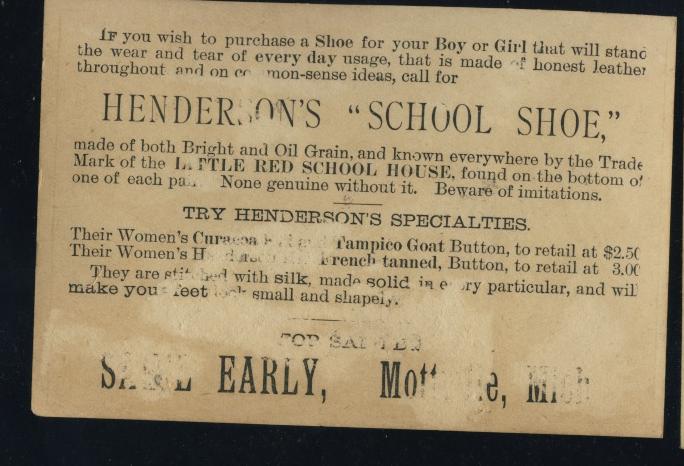 If you wish to purchase a Shoe for your Boy or Girl that will stand
the wear and tear of every day usage, that is made of honest leather
throughout and on common-sense ideas, call for
HENDERSON'S "SCHOOL SHOE,"
made of both Bright and Oil Grain, and known everywhere by the Trade
Mark of the LITTLE RED SCHOOL HOUSE, found on the bottom of
one of each pair. None genuine without it. Beware of imitations.
TRY HENDERSON'S SPECIALTIES.
Their Women's Curacoa Tampico Goat Button, to retail at $2.50
Their Women's Henderson French tanned, Button, to retail at 3.00
They are stitched with silk, made solid in every particular, and will
make your feet look small and shapely.
FOR SALE BY
EARLY, Mich